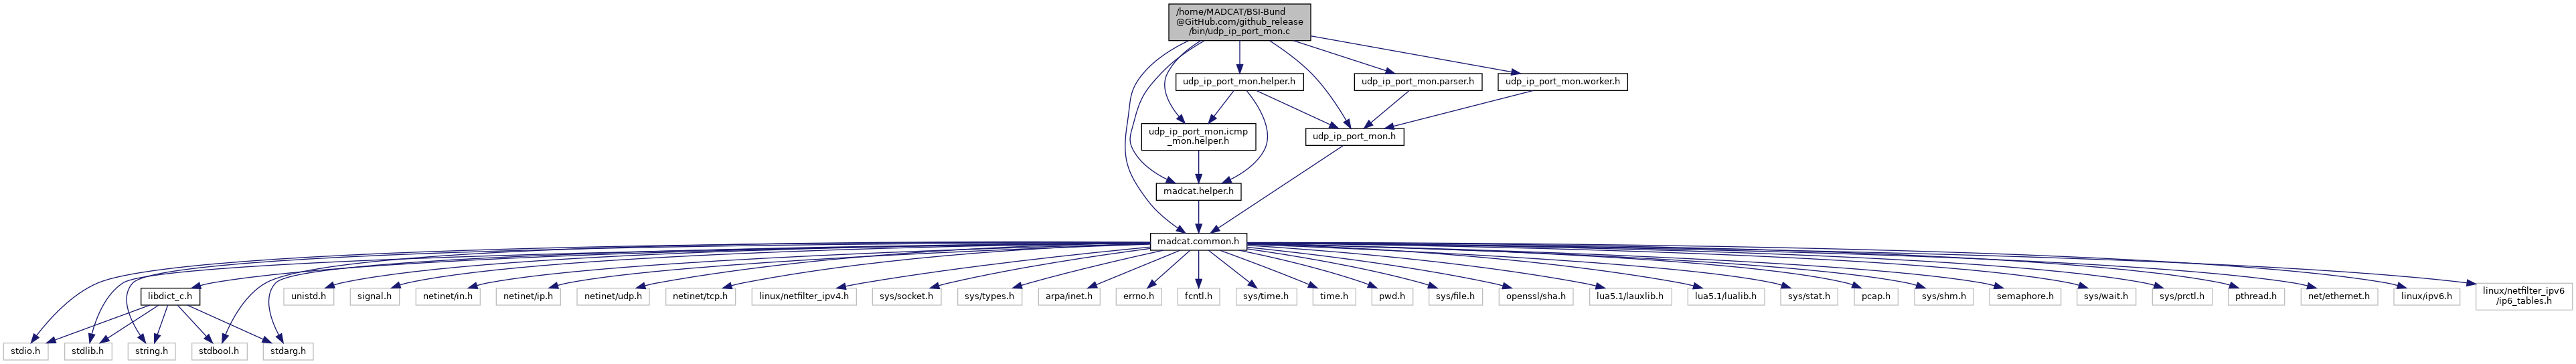 /home/MADCAT/BSI-Bund
@GitHub.com/github_release
/bin/udp_ip_port_mon.c
udp_ip_port_mon.helper.h
udp_ip_port_mon.parser.h
udp_ip_port_mon.worker.h
udp_ip_port_mon.icmp
_mon.helper.h
udp_ip_port_mon.h
madcat.helper.h
madcat.common.h
libdict_c.h
unistd.h
signal.h
netinet/in.h
netinet/ip.h
netinet/udp.h
netinet/tcp.h
linux/netfilter_ipv4.h
sys/socket.h
sys/types.h
arpa/inet.h
errno.h
fcntl.h
sys/time.h
time.h
pwd.h
sys/file.h
openssl/sha.h
lua5.1/lauxlib.h
lua5.1/lualib.h
sys/stat.h
pcap.h
sys/shm.h
semaphore.h
sys/wait.h
sys/prctl.h
pthread.h
net/ethernet.h
linux/ipv6.h
linux/netfilter_ipv6
/ip6_tables.h
stdio.h
stdlib.h
string.h
stdbool.h
stdarg.h